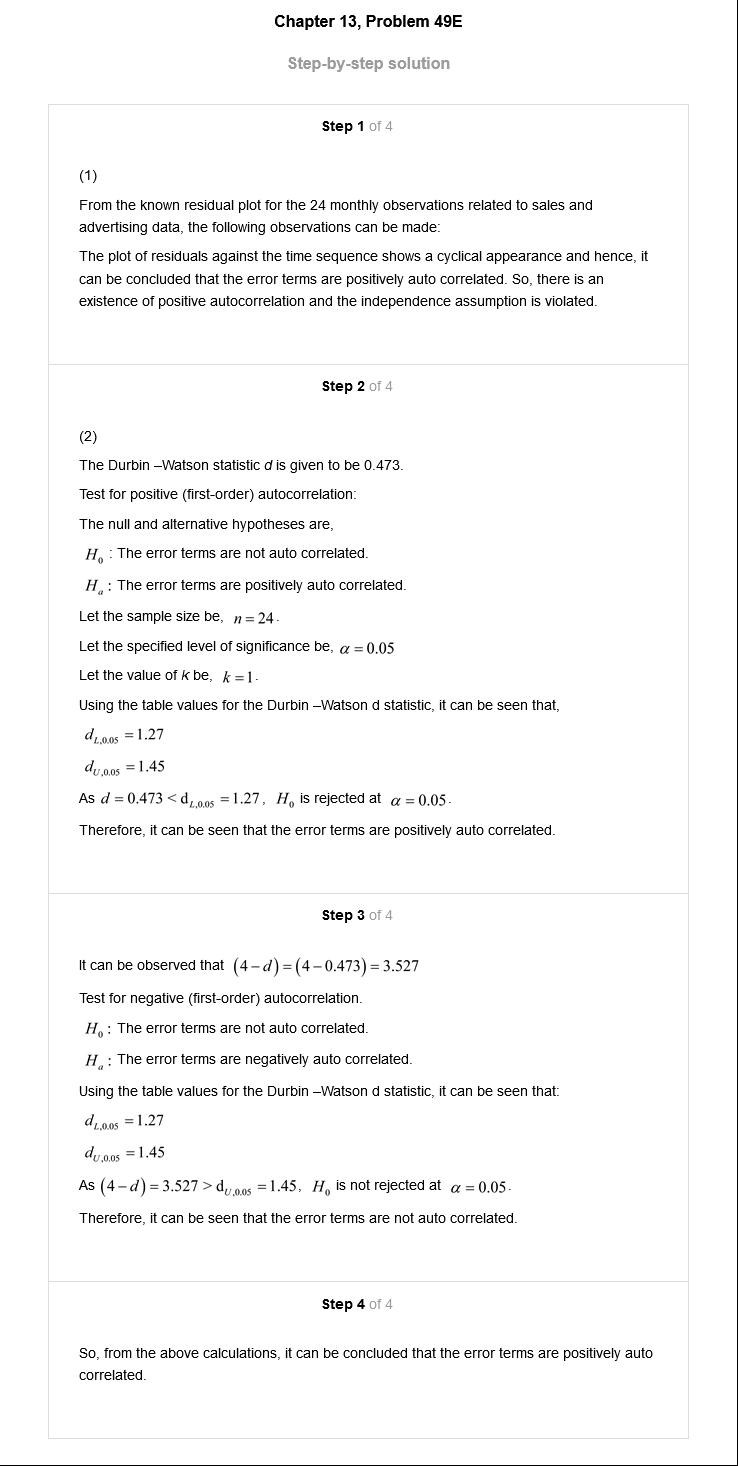 Chapter 13, Problem 49E
Step-by-step solution
Step 1 of 4
(1)
From the known residual plot for the 24 monthly observations related to sales and
advertising data, the following observations can be made:
The plot of residuals against the time sequence shows a cyclical appearance and hence, it
can be concluded that the error terms are positively auto correlated. So, there is an
existence of positive autocorrelation and the independence assumption is violated.
Step 2 of 4
(2)
The Durbin –Watson statistic d is given to be 0.473.
Test for positive (first-order) autocorrelation:
The null and alternative hypotheses are,
H₀ : The error terms are not auto correlated.
Hₐ : The error terms are positively auto correlated.
Let the sample size be, n = 24.
Let the specified level of significance be, α = 0.05
Let the value of k be, k = 1.
Using the table values for the Durbin –Watson d statistic, it can be seen that,
d_{L,0.05} = 1.27
d_{U,0.05} = 1.45
As d = 0.473 < d_{L,0.05} = 1.27, H₀ is rejected at α = 0.05.
Therefore, it can be seen that the error terms are positively auto correlated.
Step 3 of 4
It can be observed that (4 – d) = (4 – 0.473) = 3.527
Test for negative (first-order) autocorrelation.
H₀ : The error terms are not auto correlated.
Hₐ : The error terms are negatively auto correlated.
Using the table values for the Durbin –Watson d statistic, it can be seen that:
d_{L,0.05} = 1.27
d_{U,0.05} = 1.45
As (4 – d) = 3.527 > d_{U,0.05} = 1.45, H₀ is not rejected at α = 0.05.
Therefore, it can be seen that the error terms are not auto correlated.
Step 4 of 4
So, from the above calculations, it can be concluded that the error terms are positively auto
correlated.